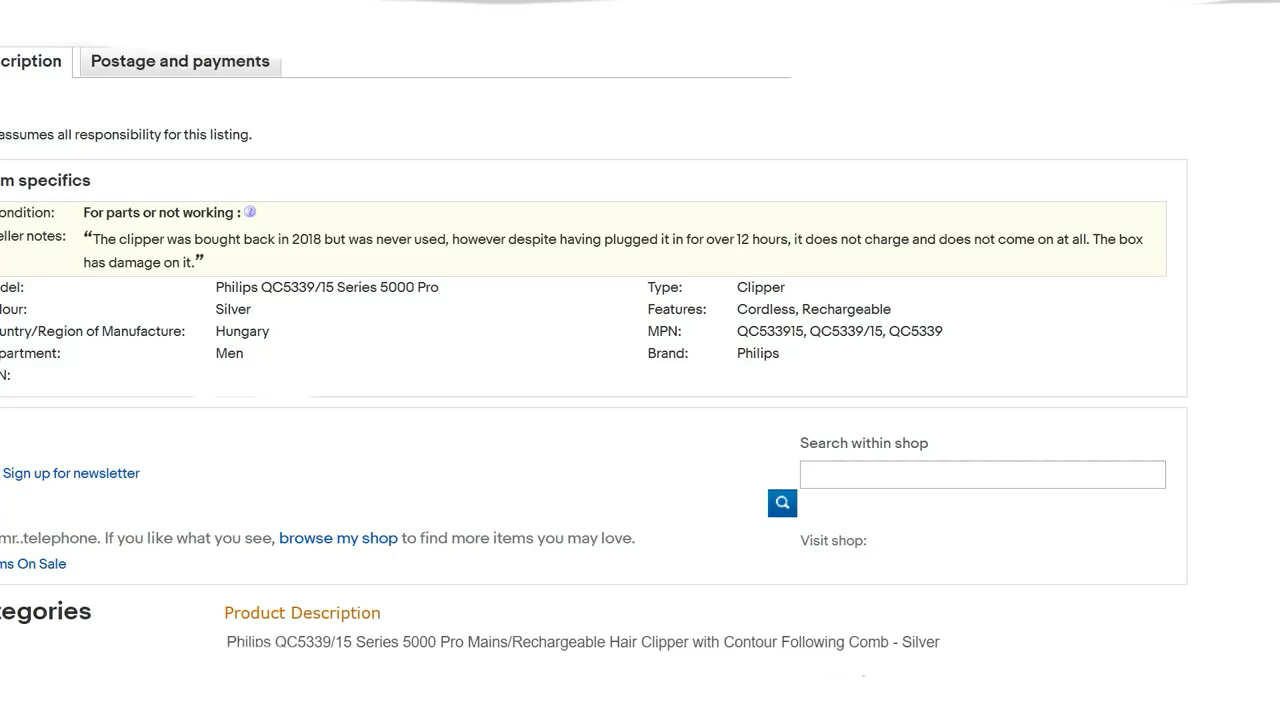 cription Postage and payments
assumes all responsibility for this listing.
m specifics
ondition: For parts or not working :
eller notes: “The clipper was bought back in 2018 but was never used, however despite having plugged it in for over 12 hours, it does not charge and does not come on at all. The box
has damage on it.”
del: Philips QC5339/15 Series 5000 Pro Type: Clipper
lour: Silver Features: Cordless, Rechargeable
untry/Region of Manufacture: Hungary MPN: QC533915, QC5339/15, QC5339
partment: Men Brand: Philips
N:
Search within shop
Sign up for newsletter
mr..telephone. If you like what you see, browse my shop to find more items you may love.
Visit shop:
ms On Sale
tegories
Product Description
Philips QC5339/15 Series 5000 Pro Mains/Rechargeable Hair Clipper with Contour Following Comb - Silver